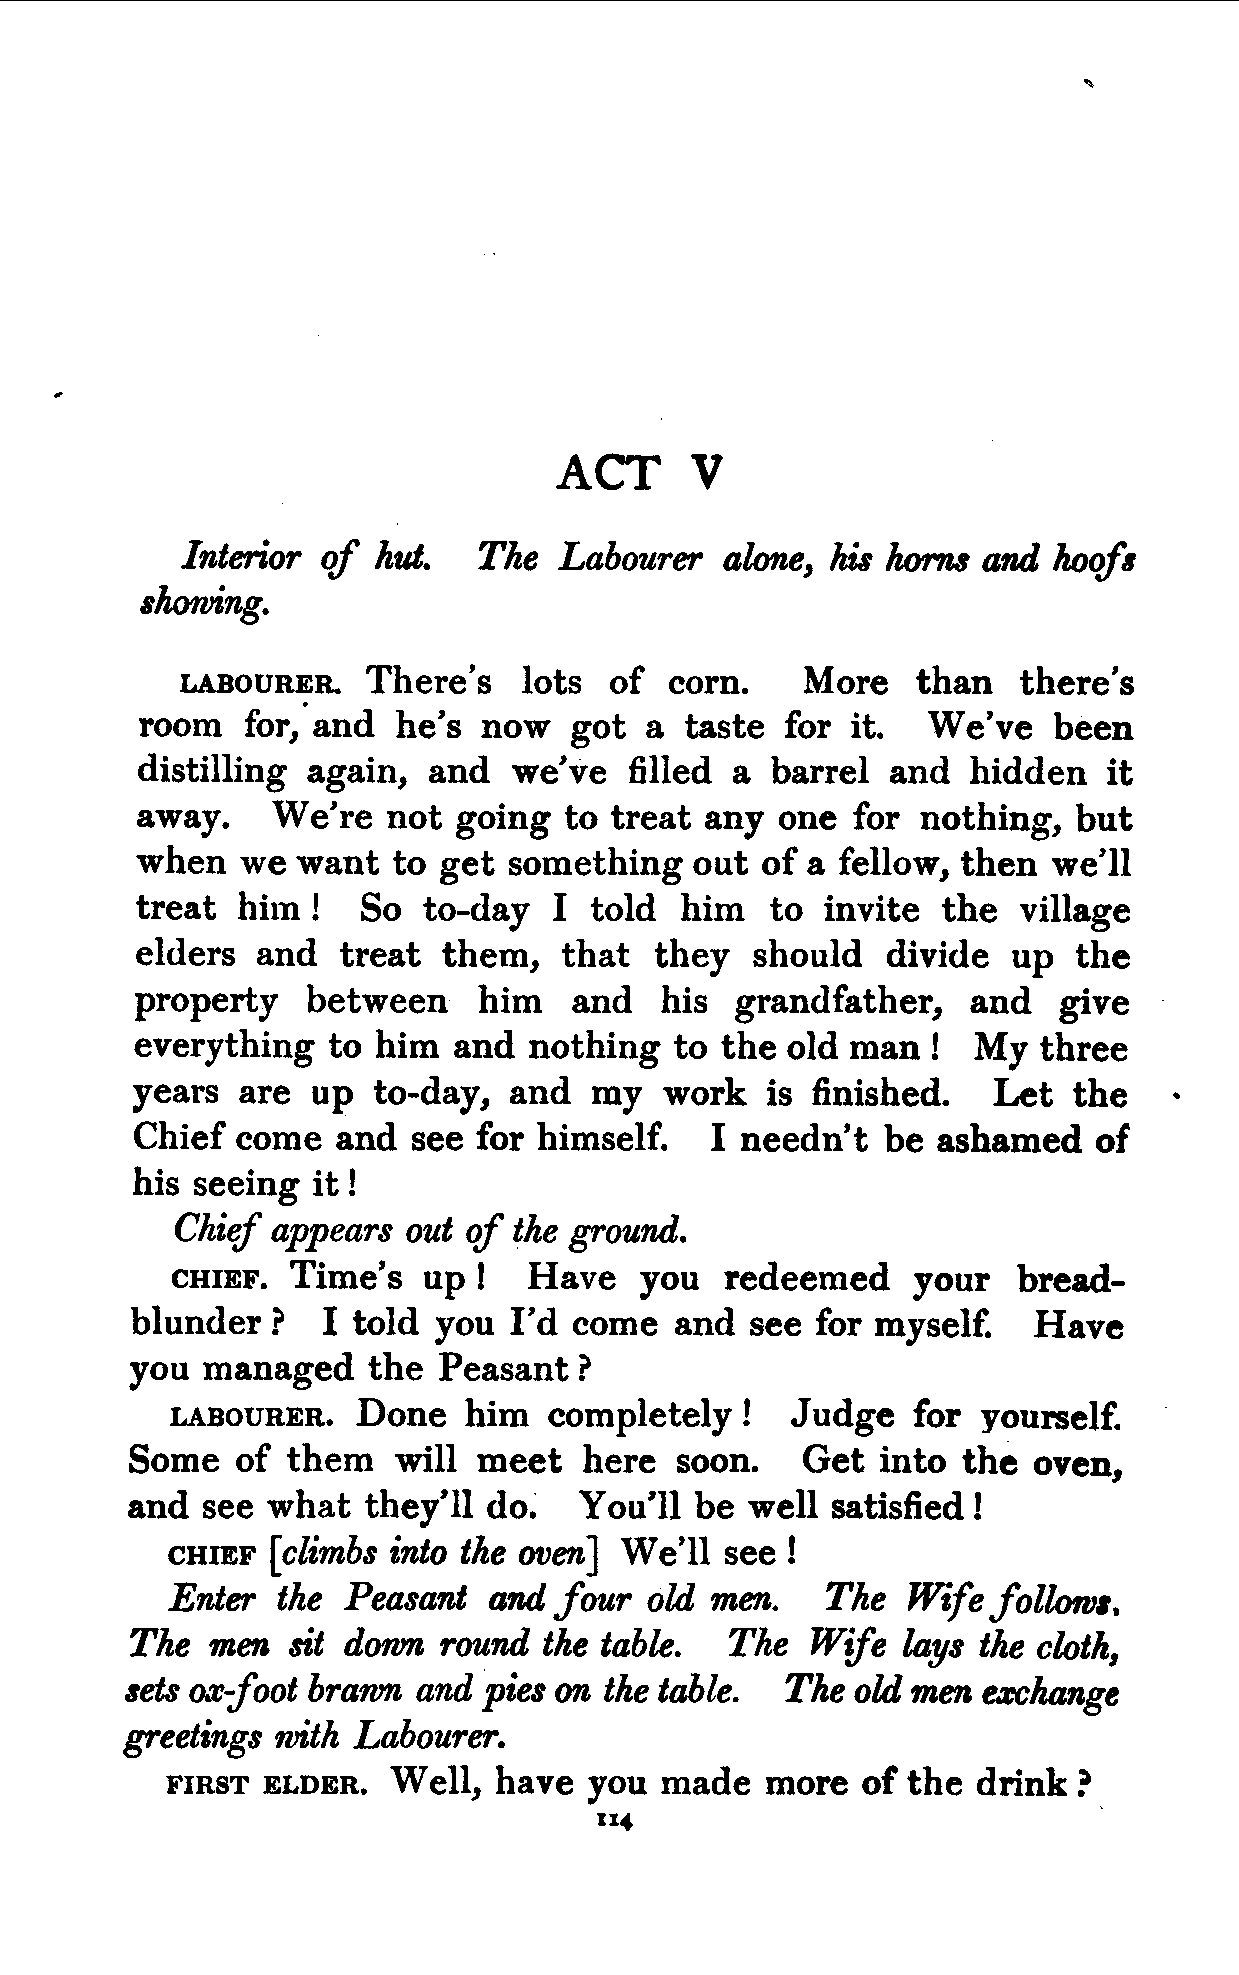 ACT V
Interior of hut. The Labourer alone, his horns and hoofs
showing.
LABOURER. There's lots of corn. More than there's
room for, and he's now got a taste for it. We've been
distilling again, and we've filled a barrel and hidden it
away. We're not going to treat any one for nothing, but
when we want to get something out of a fellow, then we'll
treat him! So to-day I told him to invite the village
elders and treat them, that they should divide up the
property between him and his grandfather, and give
everything to him and nothing to the old man! My three
years are up to-day, and my work is finished. Let the
Chief come and see for himself. I needn't be ashamed of
his seeing it!
Chief appears out of the ground.
CHIEF. Time's up! Have you redeemed your bread-
blunder? I told you I'd come and see for myself. Have
you managed the Peasant?
LABOURER. Done him completely! Judge for yourself.
Some of them will meet here soon. Get into the oven,
and see what they'll do. You'll be well satisfied!
CHIEF [climbs into the oven] We'll see!
Enter the Peasant and four old men. The Wife follows.
The men sit down round the table. The Wife lays the cloth,
sets ox-foot brawn and pies on the table. The old men exchange
greetings with Labourer.
FIRST ELDER. Well, have you made more of the drink?
114